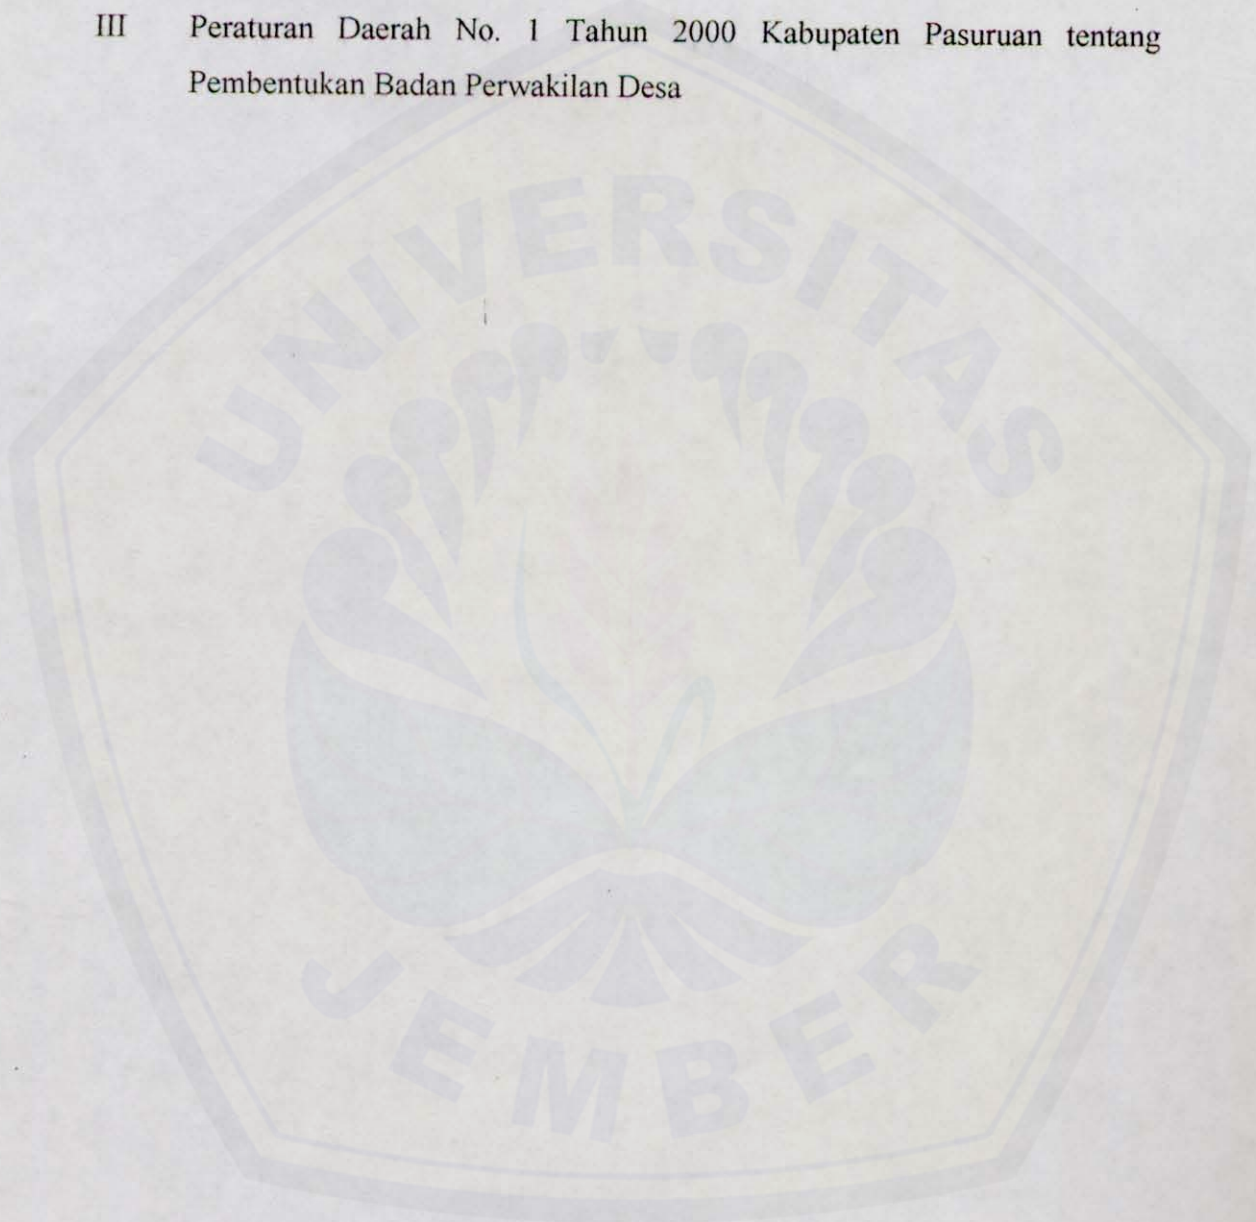 III Peraturan Daerah No. 1 Tahun 2000 Kabupaten Pasuruan tentang
Pembentukan Badan Perwakilan Desa
UNIVERSITAS
JEMBER